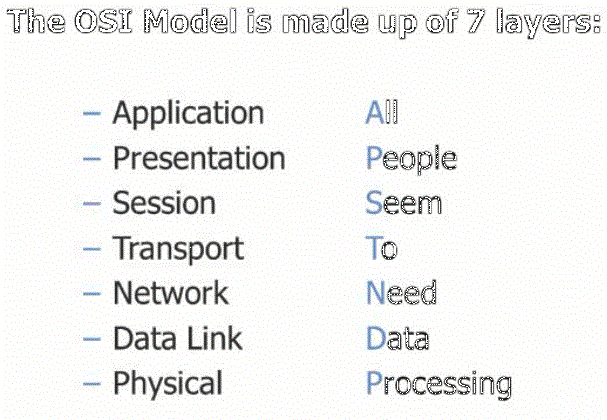 The OSI Model is made up of 7 layers:
– Application All
– Presentation People
– Session Seem
– Transport To
– Network Need
– Data Link Data
– Physical Processing